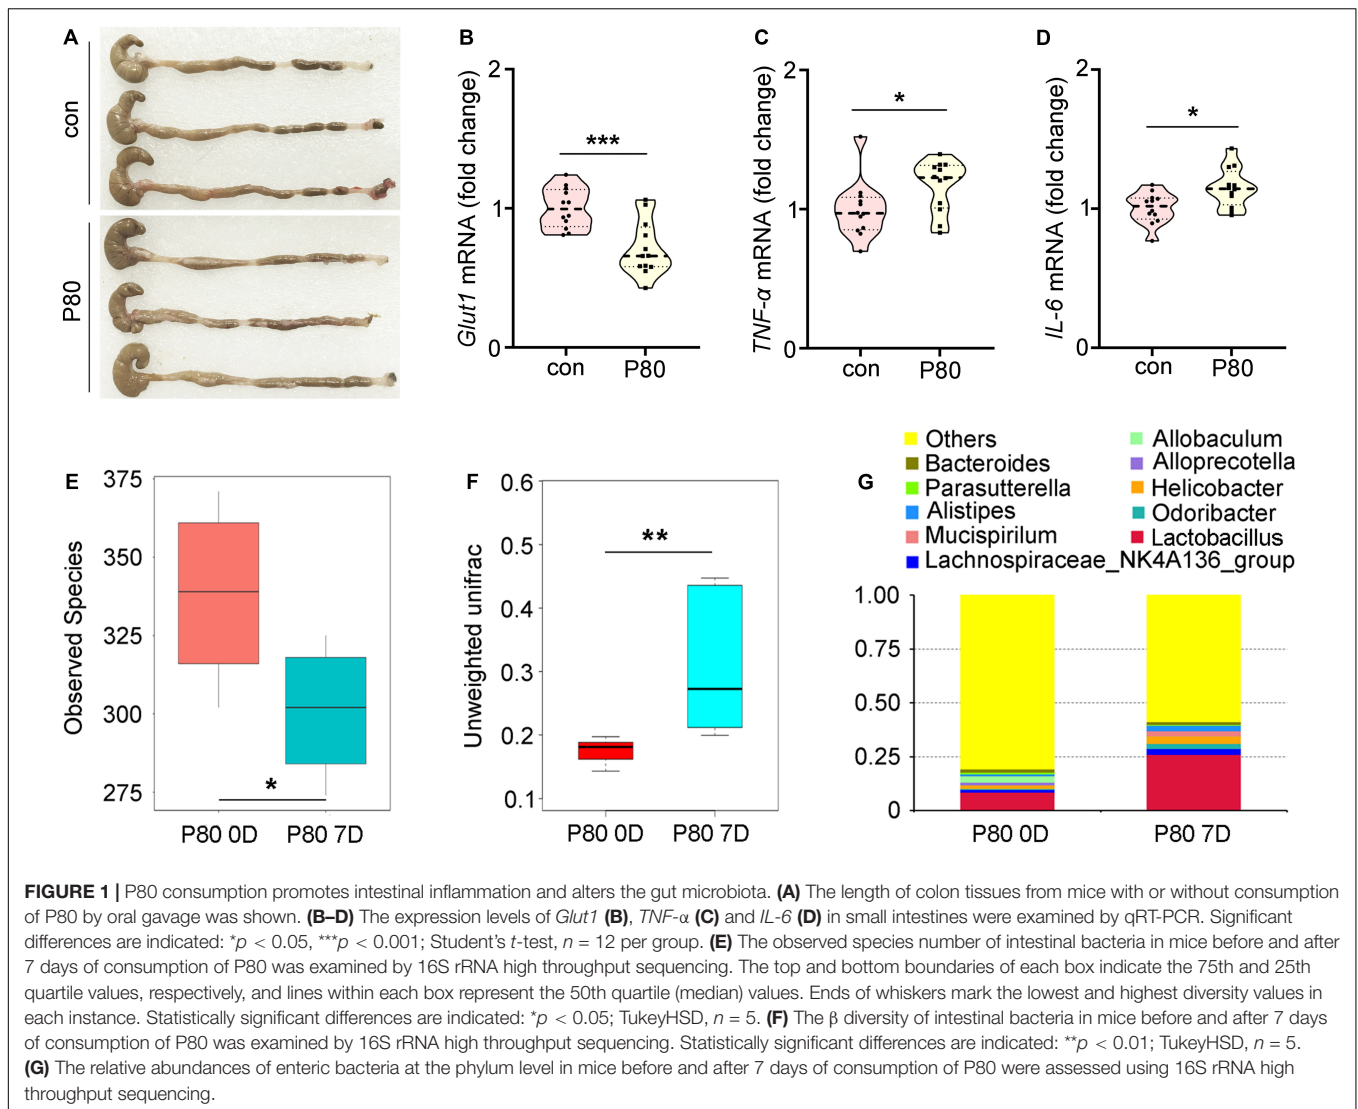 A
con
P80
B
Glut1 mRNA (fold change)
2
1
0
***
con
P80
C
TNF-α mRNA (fold change)
2
1
0
*
con
P80
D
IL-6 mRNA (fold change)
2
1
0
*
con
P80
E
Observed Species
375
350
325
300
275
*
P80 0D
P80 7D
F
Unweighted unifrac
0.6
0.5
0.4
0.3
0.2
0.1
**
P80 0D
P80 7D
G
Others
Bacteroides
Parasutterella
Alistipes
Mucispirilum
Lachnospiraceae_NK4A136_group
Allobaculum
Alloprecotella
Helicobacter
Odoribacter
Lactobacillus
1.00
0.75
0.50
0.25
0
P80 0D
P80 7D
FIGURE 1 | P80 consumption promotes intestinal inflammation and alters the gut microbiota. (A) The length of colon tissues from mice with or without consumption
of P80 by oral gavage was shown. (B–D) The expression levels of Glut1 (B), TNF-α (C) and IL-6 (D) in small intestines were examined by qRT-PCR. Significant
differences are indicated: *p < 0.05, ***p < 0.001; Student's t-test, n = 12 per group. (E) The observed species number of intestinal bacteria in mice before and after
7 days of consumption of P80 was examined by 16S rRNA high throughput sequencing. The top and bottom boundaries of each box indicate the 75th and 25th
quartile values, respectively, and lines within each box represent the 50th quartile (median) values. Ends of whiskers mark the lowest and highest diversity values in
each instance. Statistically significant differences are indicated: *p < 0.05; TukeyHSD, n = 5. (F) The β diversity of intestinal bacteria in mice before and after 7 days
of consumption of P80 was examined by 16S rRNA high throughput sequencing. Statistically significant differences are indicated: **p < 0.01; TukeyHSD, n = 5.
(G) The relative abundances of enteric bacteria at the phylum level in mice before and after 7 days of consumption of P80 were assessed using 16S rRNA high
throughput sequencing.